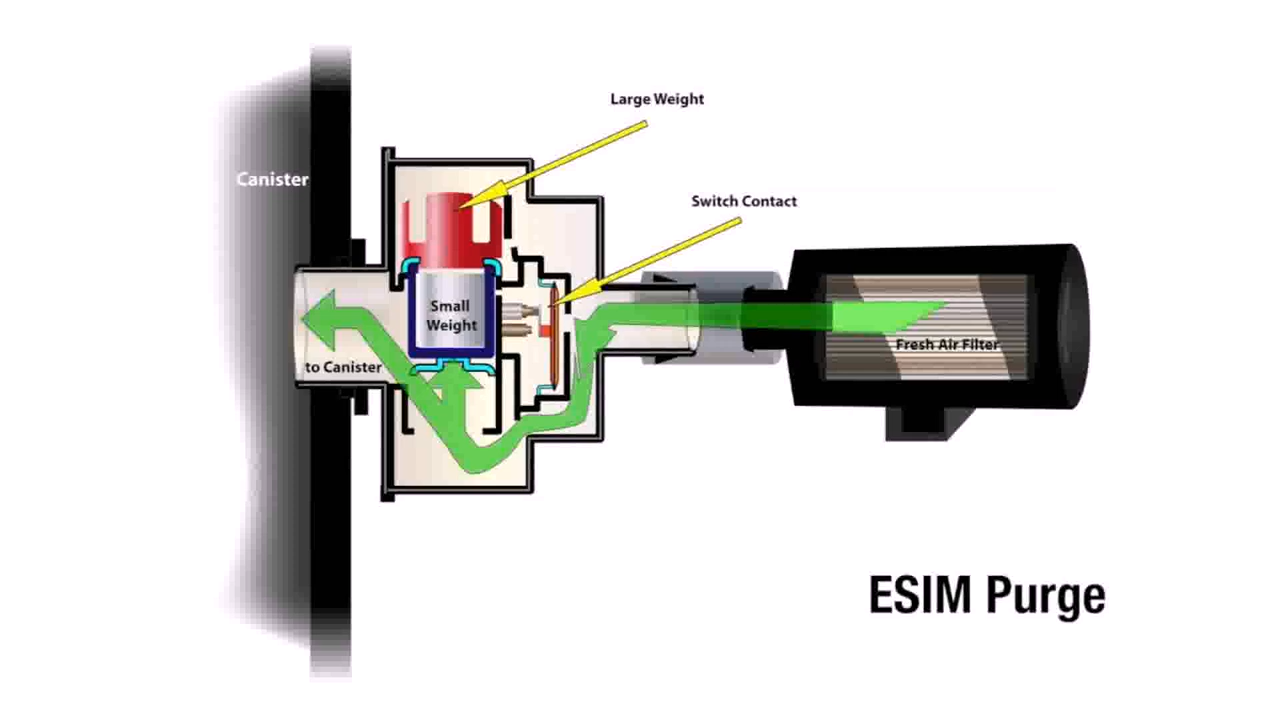 Large Weight
Canister
Switch Contact
Small
Weight
Fresh Air Filter
to Canister
ESIM Purge